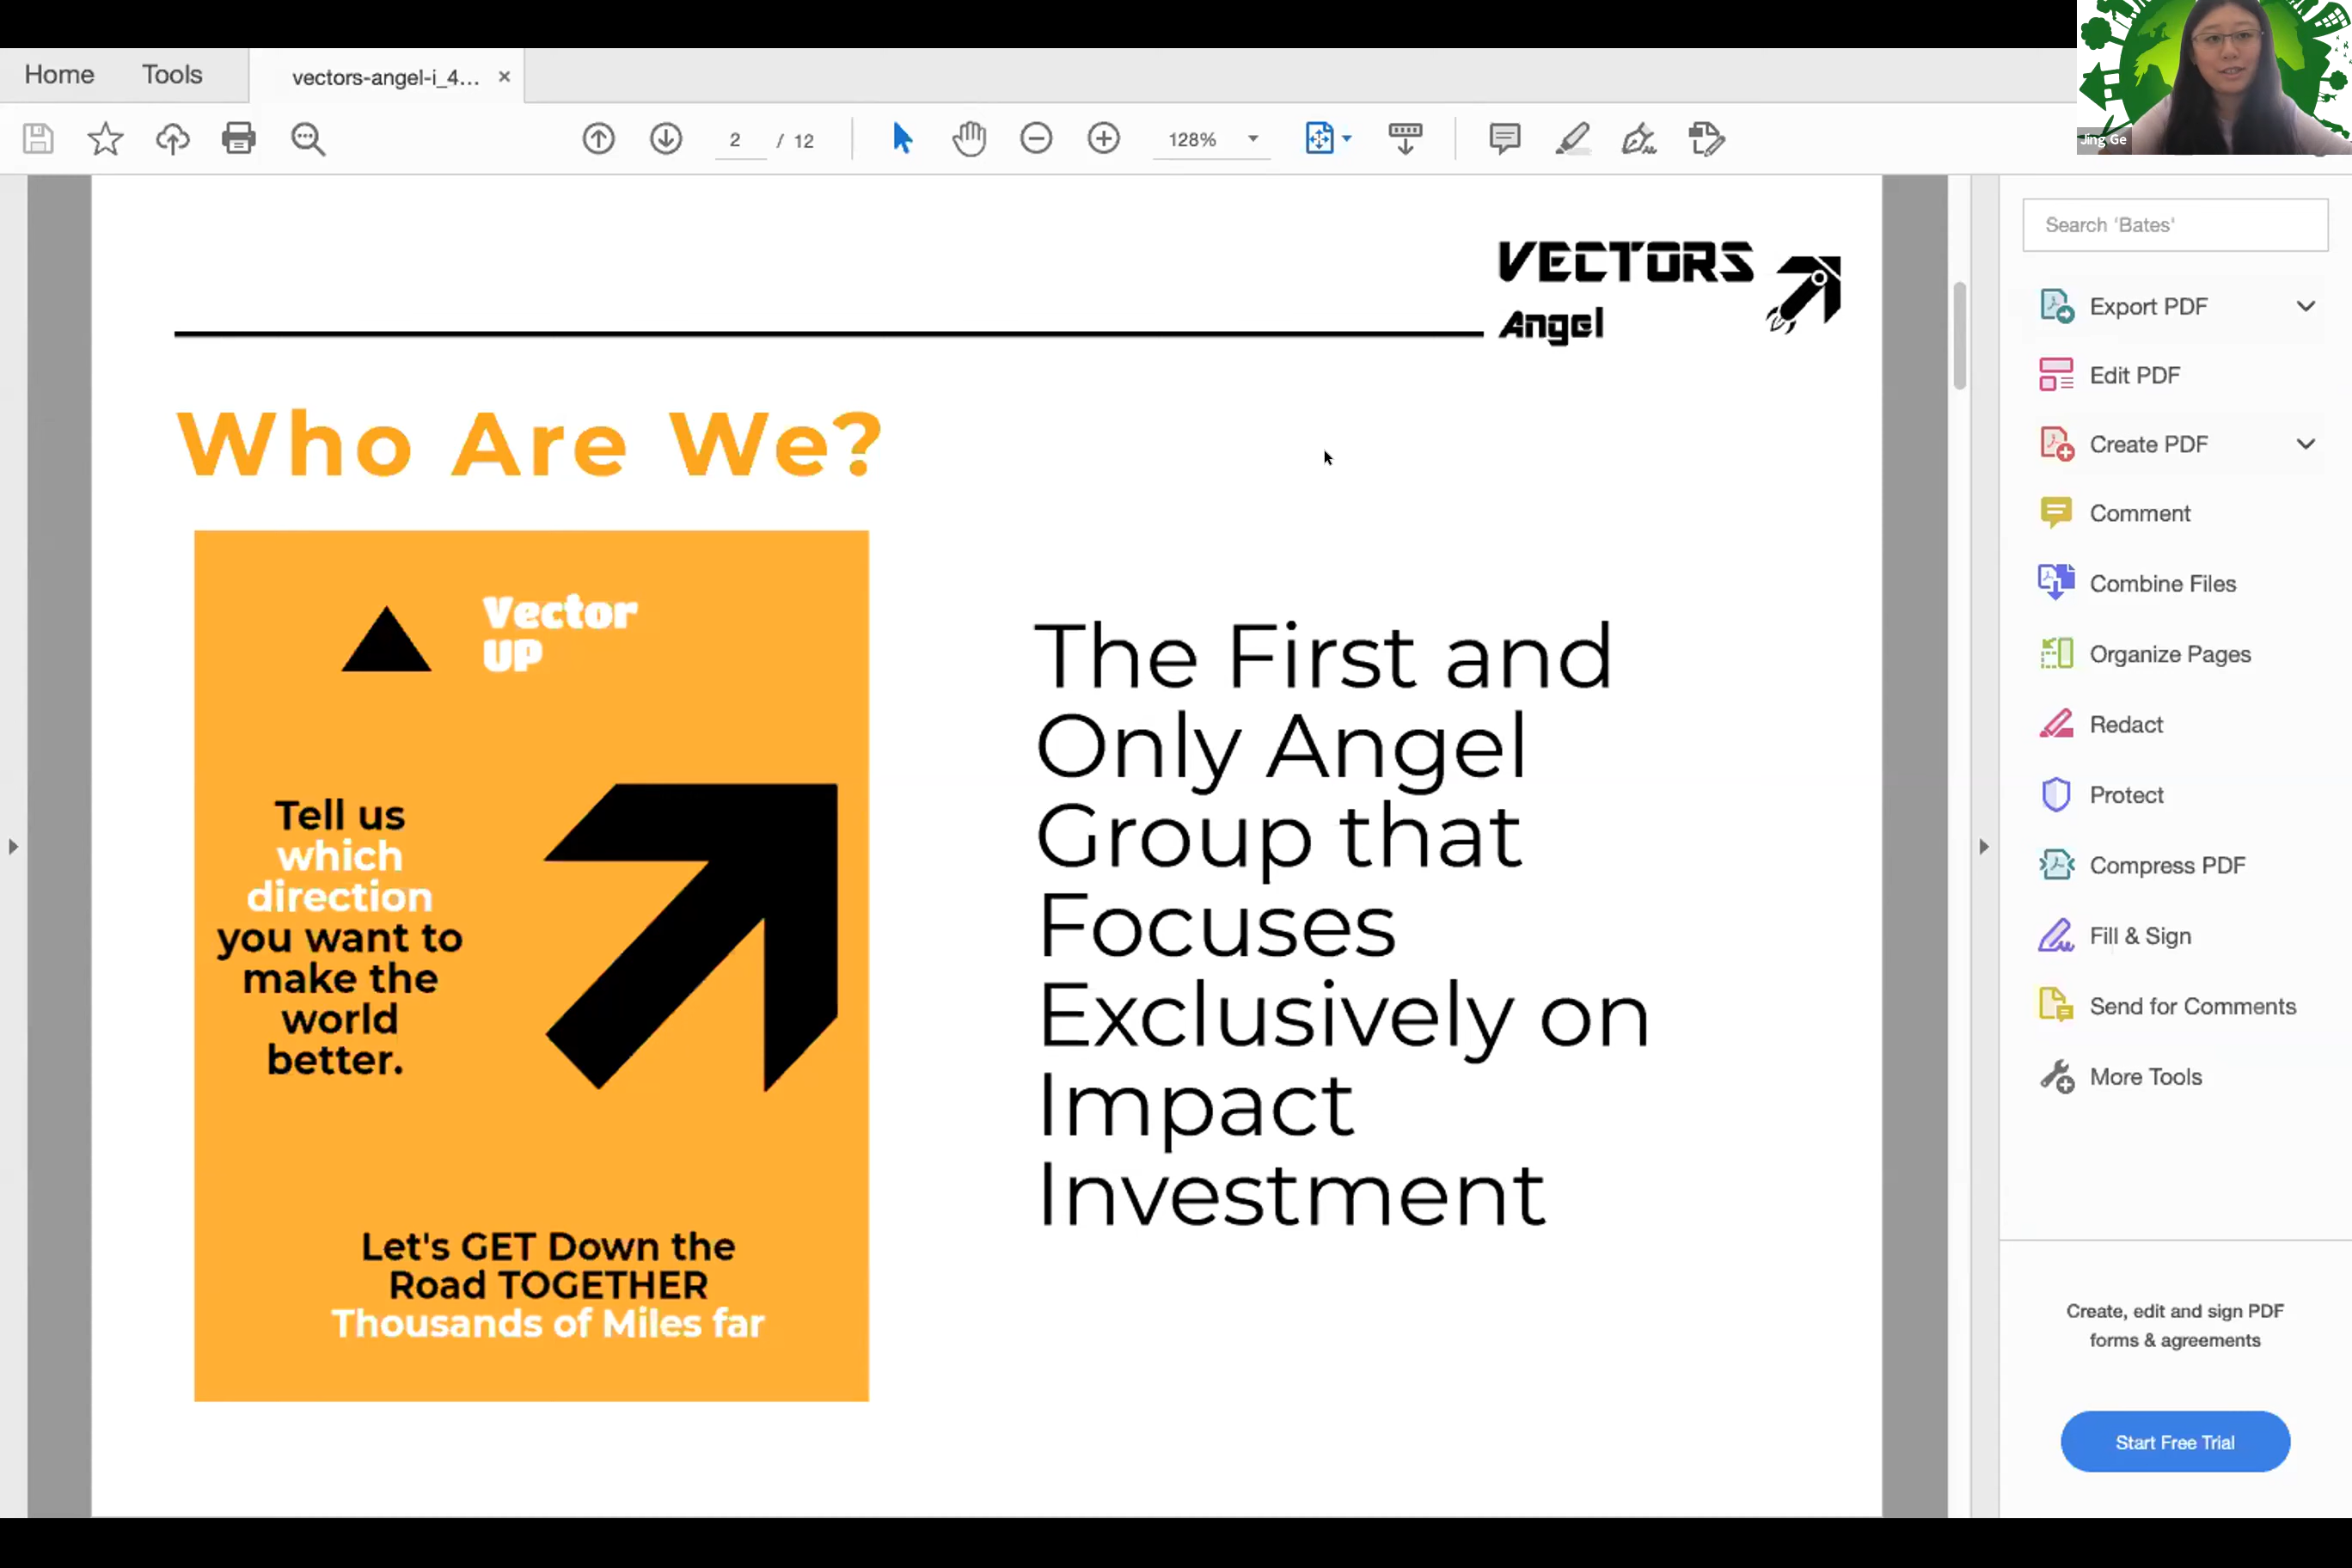 Home
Tools
vectors-angel-i_4...
2 / 12
128%
Jing Ge
VECTORS
Angel
Who Are We?
Vector
UP
Tell us
which
direction
you want to
make the
world
better.
Let's GET Down the
Road TOGETHER
Thousands of Miles far
The First and
Only Angel
Group that
Focuses
Exclusively on
Impact
Investment
Search 'Bates'
Export PDF
Edit PDF
Create PDF
Comment
Combine Files
Organize Pages
Redact
Protect
Compress PDF
Fill & Sign
Send for Comments
More Tools
Create, edit and sign PDF
forms & agreements
Start Free Trial